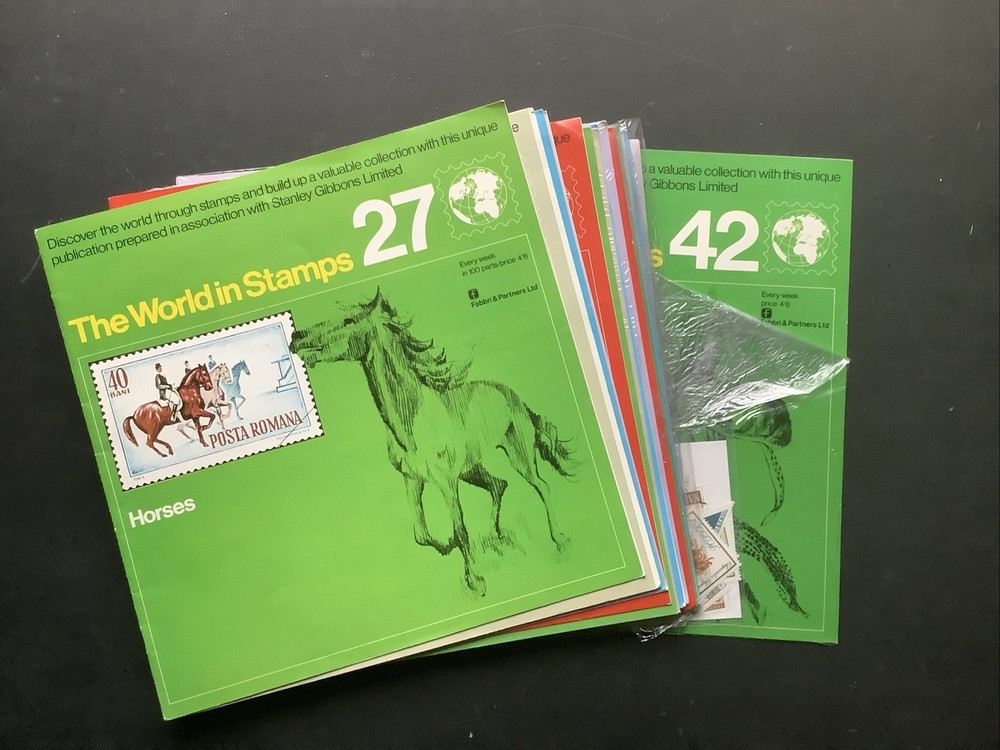 Discover the world through stamps and build up a valuable collection with this unique
publication prepared in association with Stanley Gibbons Limited
The World in Stamps 27
Every week
in 100 parts/price 4'6
Fabbri & Partners Ltd
40
BANI
POSTA ROMANA
Horses
a valuable collection with this unique
Gibbons Limited
s 42
Every week
price 4'6
Fabbri & Partners Ltd